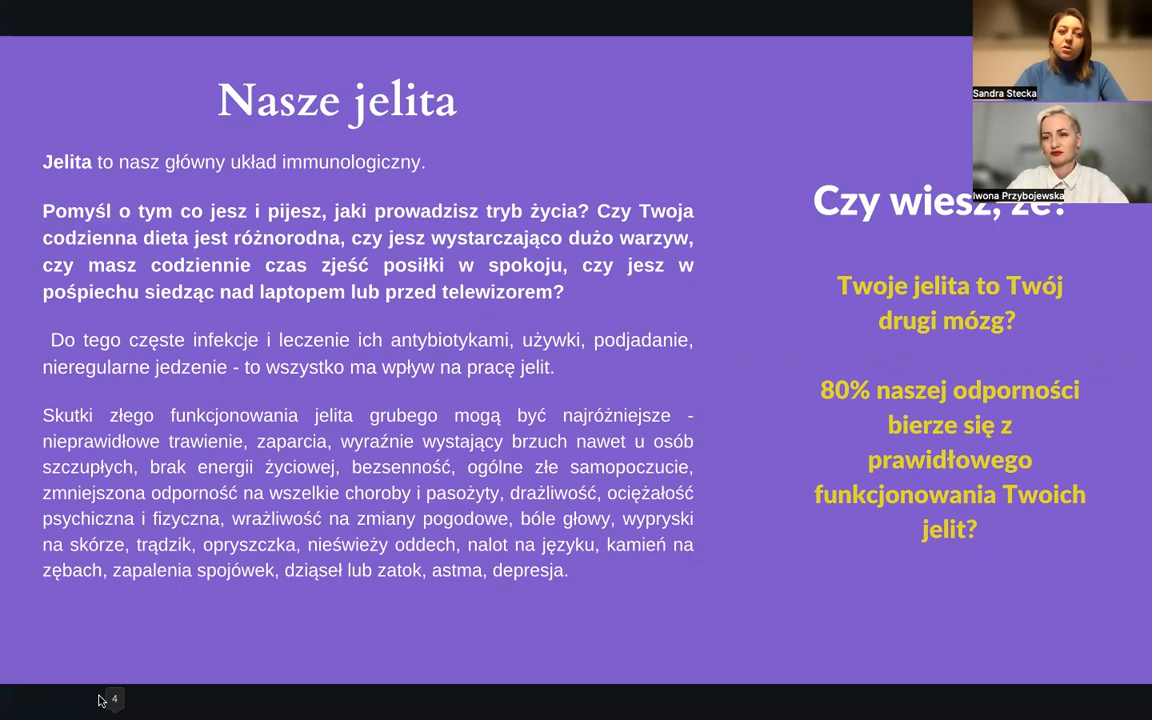 Nasze jelita
Jelita to nasz główny układ immunologiczny.
Pomyśl o tym co jesz i pijesz, jaki prowadzisz tryb życia? Czy Twoja
codzienna dieta jest różnorodna, czy jesz wystarczająco dużo warzyw,
czy masz codziennie czas zjeść posiłki w spokoju, czy jesz w
pośpiechu siedząc nad laptopem lub przed telewizorem?
Do tego częste infekcje i leczenie ich antybiotykami, używki, podjadanie,
nieregularne jedzenie - to wszystko ma wpływ na pracę jelit.
Skutki złego funkcjonowania jelita grubego mogą być najróżniejsze -
nieprawidłowe trawienie, zaparcia, wyraźnie wystający brzuch nawet u osób
szczupłych, brak energii życiowej, bezsenność, ogólne złe samopoczucie,
zmniejszona odporność na wszelkie choroby i pasożyty, drażliwość, ociężałość
psychiczna i fizyczna, wrażliwość na zmiany pogodowe, bóle głowy, wypryski
na skórze, trądzik, opryszczka, nieświeży oddech, nalot na języku, kamień na
zębach, zapalenia spojówek, dziąseł lub zatok, astma, depresja.
Sandra Stecka
Iwona Przybojewska
Czy wiesz, że?
Twoje jelita to Twój
drugi mózg?
80% naszej odporności
bierze się z
prawidłowego
funkcjonowania Twoich
jelit?
4